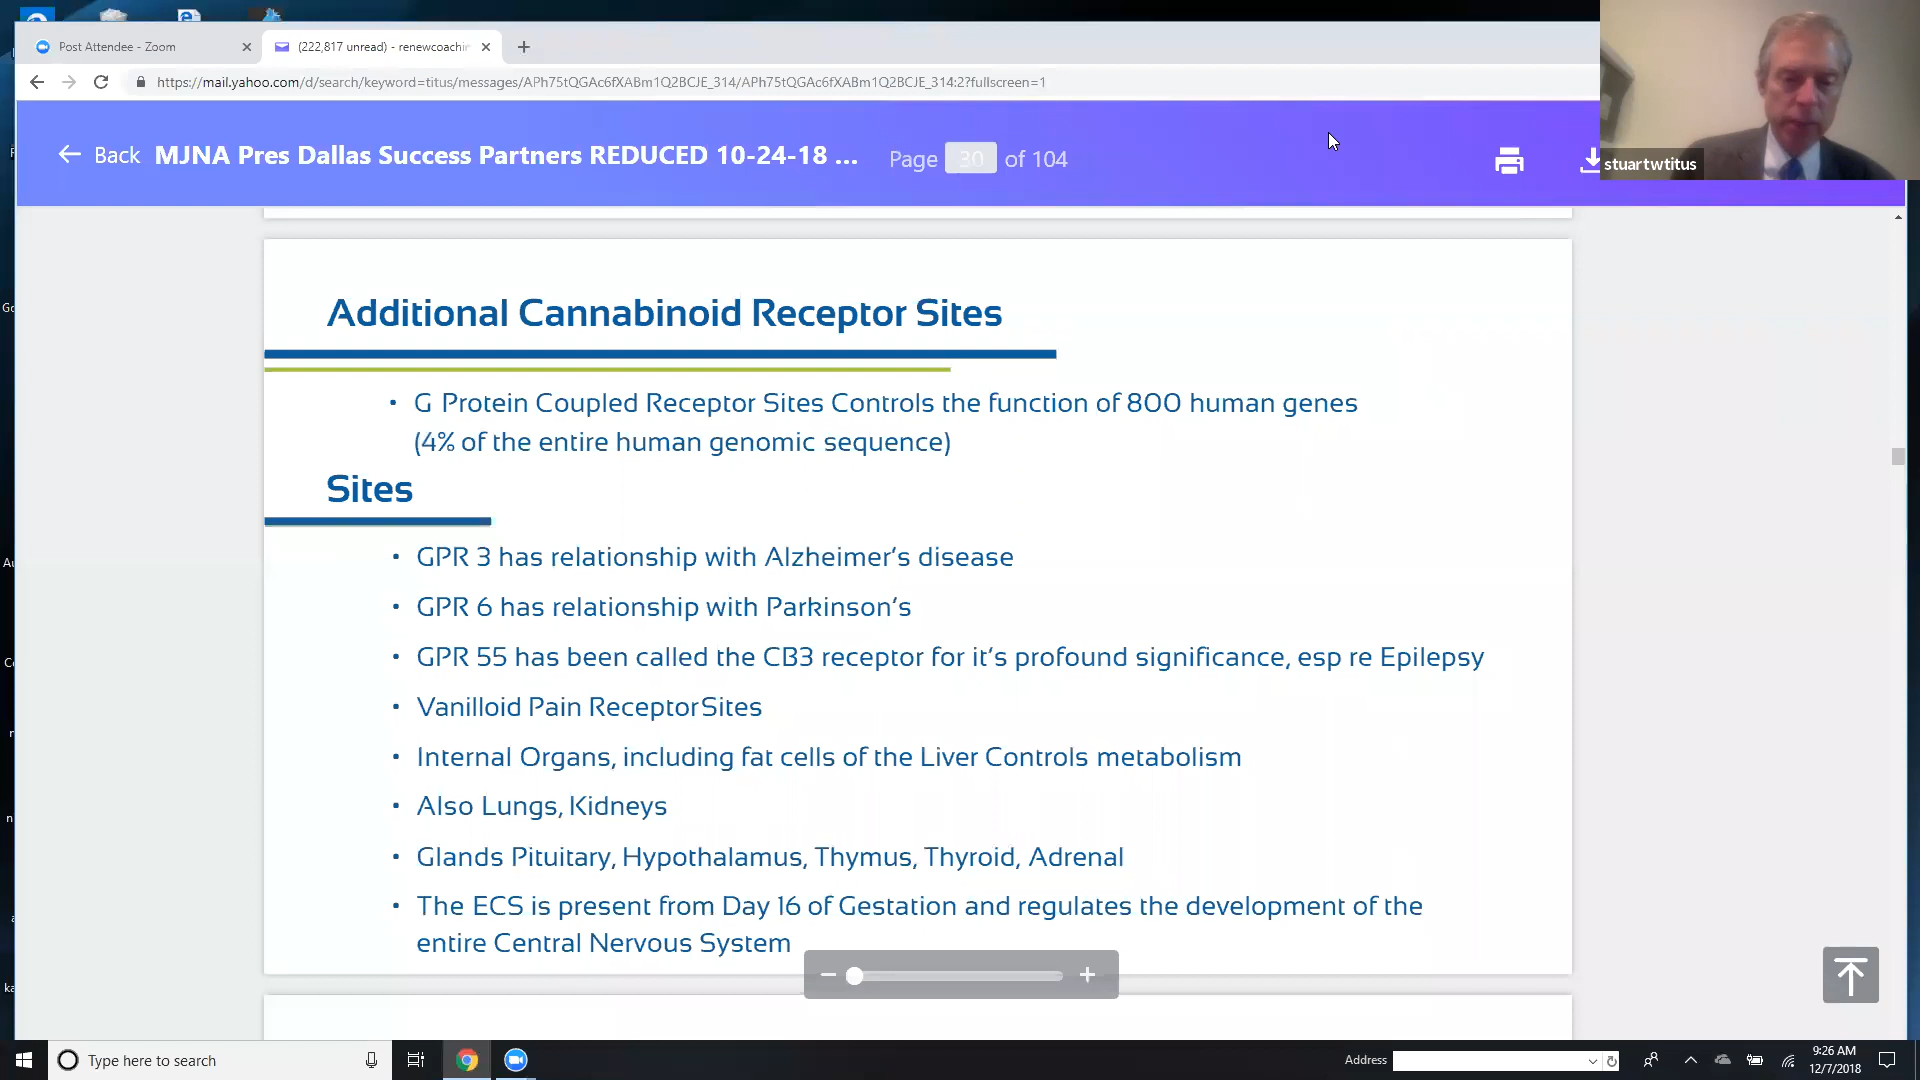 Post Attendee - Zoom
(222,817 unread) - renewcoachin
https://mail.yahoo.com/d/search/keyword=titus/messages/APh75tQGAc6fXABm1Q2BCJE_314/APh75tQGAc6fXABm1Q2BCJE_314:2?fullscreen=1
Back MJNA Pres Dallas Success Partners REDUCED 10-24-18 ... Page 30 of 104
stuartwtitus
Additional Cannabinoid Receptor Sites
• G Protein Coupled Receptor Sites Controls the function of 800 human genes
(4% of the entire human genomic sequence)
Sites
• GPR 3 has relationship with Alzheimer's disease
• GPR 6 has relationship with Parkinson's
• GPR 55 has been called the CB3 receptor for it's profound significance, esp re Epilepsy
• Vanilloid Pain ReceptorSites
• Internal Organs, including fat cells of the Liver Controls metabolism
• Also Lungs, Kidneys
• Glands Pituitary, Hypothalamus, Thymus, Thyroid, Adrenal
• The ECS is present from Day 16 of Gestation and regulates the development of the
entire Central Nervous System
Type here to search
Address
9:26 AM
12/7/2018